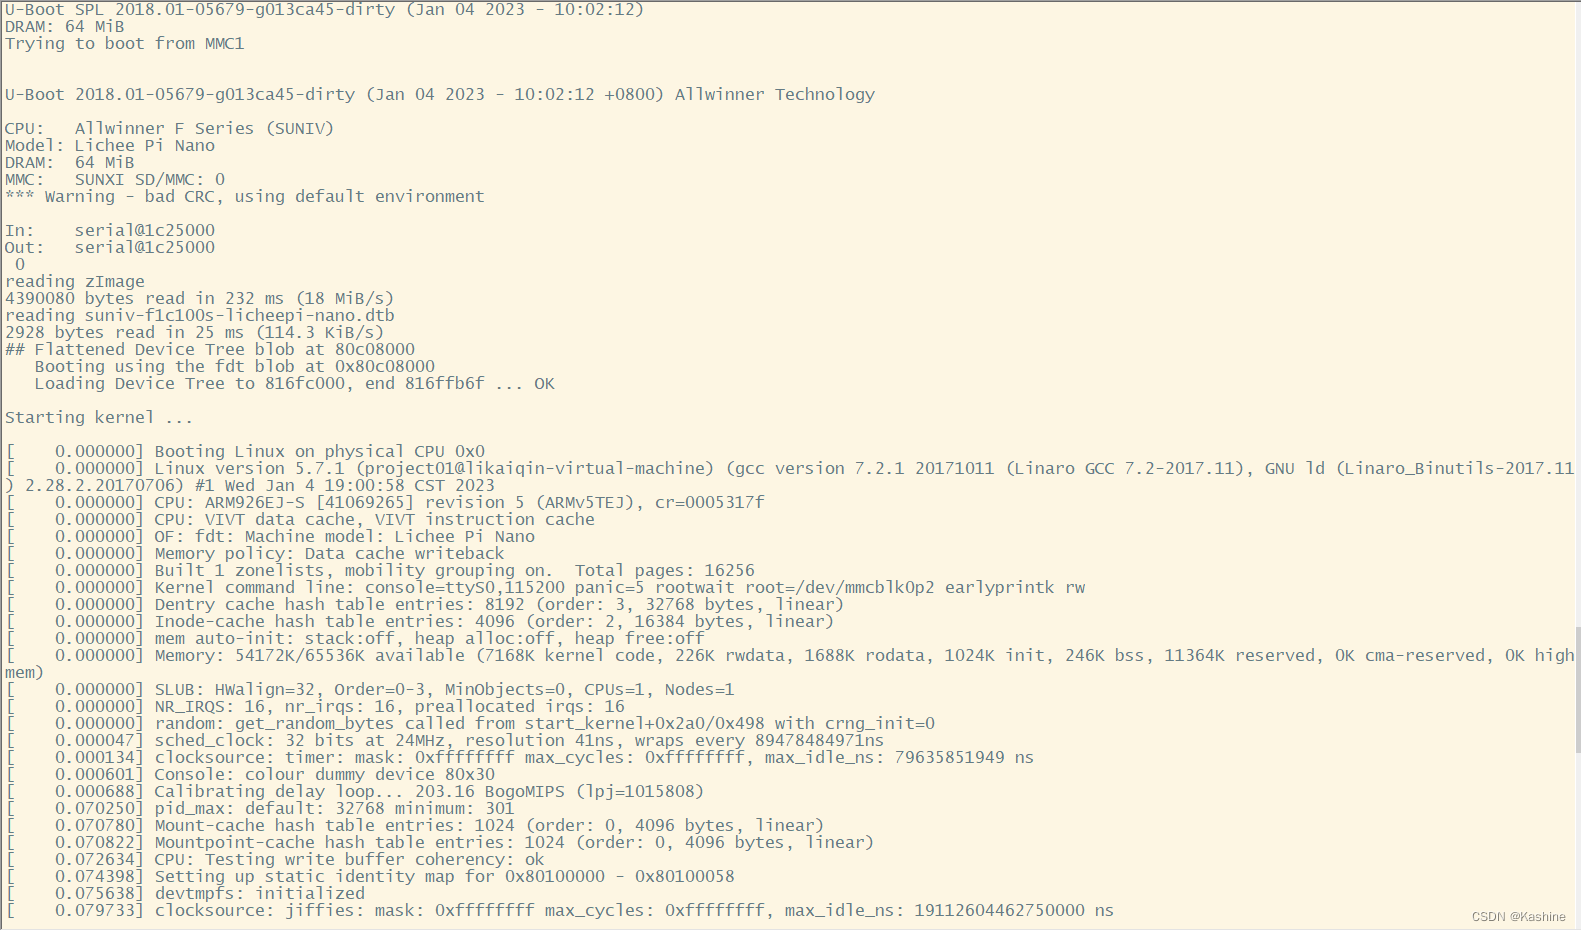 U-Boot SPL 2018.01-05679-g013ca45-dirty (Jan 04 2023 - 10:02:12)
DRAM: 64 MiB
Trying to boot from MMC1
U-Boot 2018.01-05679-g013ca45-dirty (Jan 04 2023 - 10:02:12 +0800) Allwinner Technology
CPU:   Allwinner F Series (SUNIV)
Model: Lichee Pi Nano
DRAM:  64 MiB
MMC:   SUNXI SD/MMC: 0
*** Warning - bad CRC, using default environment
In:    serial@1c25000
Out:   serial@1c25000
 0
reading zImage
4390080 bytes read in 232 ms (18 MiB/s)
reading suniv-f1c100s-licheepi-nano.dtb
2928 bytes read in 25 ms (114.3 KiB/s)
## Flattened Device Tree blob at 80c08000
   Booting using the fdt blob at 0x80c08000
   Loading Device Tree to 816fc000, end 816ffb6f ... OK
Starting kernel ...
[    0.000000] Booting Linux on physical CPU 0x0
[    0.000000] Linux version 5.7.1 (project01@likaiqin-virtual-machine) (gcc version 7.2.1 20171011 (Linaro GCC 7.2-2017.11), GNU ld (Linaro_Binutils-2017.11
) 2.28.2.20170706) #1 Wed Jan 4 19:00:58 CST 2023
[    0.000000] CPU: ARM926EJ-S [41069265] revision 5 (ARMv5TEJ), cr=0005317f
[    0.000000] CPU: VIVT data cache, VIVT instruction cache
[    0.000000] OF: fdt: Machine model: Lichee Pi Nano
[    0.000000] Memory policy: Data cache writeback
[    0.000000] Built 1 zonelists, mobility grouping on.  Total pages: 16256
[    0.000000] Kernel command line: console=ttyS0,115200 panic=5 rootwait root=/dev/mmcblk0p2 earlyprintk rw
[    0.000000] Dentry cache hash table entries: 8192 (order: 3, 32768 bytes, linear)
[    0.000000] Inode-cache hash table entries: 4096 (order: 2, 16384 bytes, linear)
[    0.000000] mem auto-init: stack:off, heap alloc:off, heap free:off
[    0.000000] Memory: 54172K/65536K available (7168K kernel code, 226K rwdata, 1688K rodata, 1024K init, 246K bss, 11364K reserved, 0K cma-reserved, 0K high
mem)
[    0.000000] SLUB: HWalign=32, Order=0-3, MinObjects=0, CPUs=1, Nodes=1
[    0.000000] NR_IRQS: 16, nr_irqs: 16, preallocated irqs: 16
[    0.000000] random: get_random_bytes called from start_kernel+0x2a0/0x498 with crng_init=0
[    0.000047] sched_clock: 32 bits at 24MHz, resolution 41ns, wraps every 89478484971ns
[    0.000134] clocksource: timer: mask: 0xffffffff max_cycles: 0xffffffff, max_idle_ns: 79635851949 ns
[    0.000601] Console: colour dummy device 80x30
[    0.000688] Calibrating delay loop... 203.16 BogoMIPS (lpj=1015808)
[    0.070250] pid_max: default: 32768 minimum: 301
[    0.070780] Mount-cache hash table entries: 1024 (order: 0, 4096 bytes, linear)
[    0.070822] Mountpoint-cache hash table entries: 1024 (order: 0, 4096 bytes, linear)
[    0.072634] CPU: Testing write buffer coherency: ok
[    0.074398] Setting up static identity map for 0x80100000 - 0x80100058
[    0.075638] devtmpfs: initialized
[    0.079733] clocksource: jiffies: mask: 0xffffffff max_cycles: 0xffffffff, max_idle_ns: 19112604462750000 ns
CSDN @Kashine